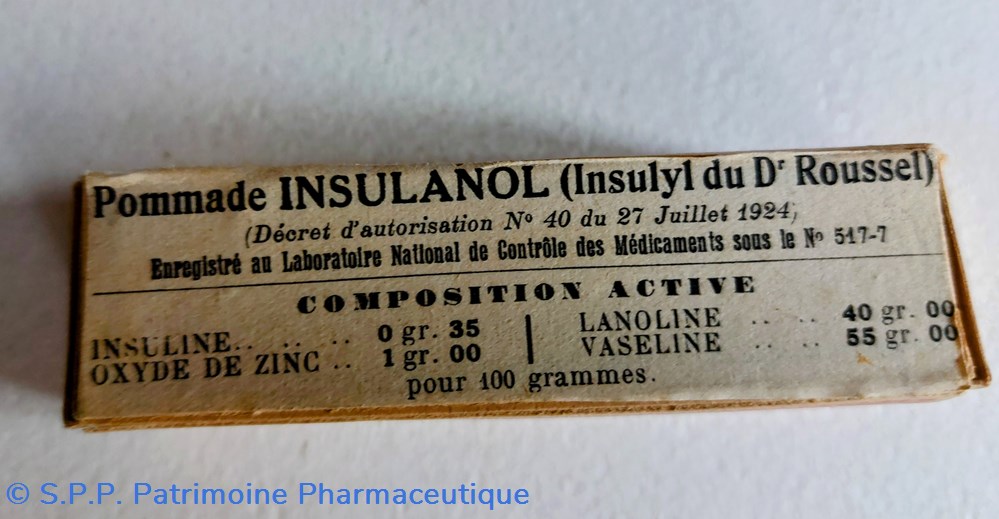 Pommade INSULANOL (Insulyl du Dr Roussel)
(Décret d'autorisation No 40 du 27 Juillet 1924)
Enregistré au Laboratoire National de Contrôle des Médicaments sous le No 517-7
COMPOSITION ACTIVE
INSULINE.. .. .. 0 gr. 35
OXYDE DE ZINC .. 1 gr. 00
LANOLINE .. .. 40 gr. 00
VASELINE .. .. 55 gr. 00
pour 100 grammes.
© S.P.P. Patrimoine Pharmaceutique